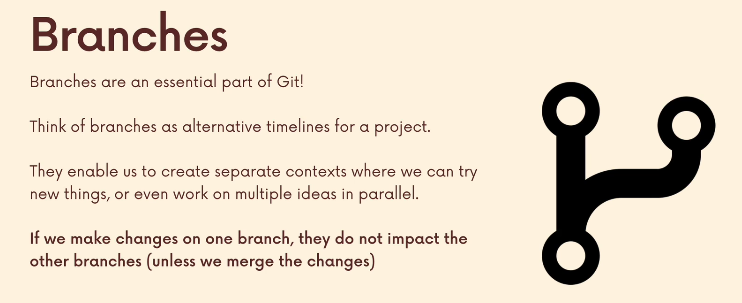 Branches
Branches are an essential part of Git!
Think of branches as alternative timelines for a project.
They enable us to create separate contexts where we can try
new things, or even work on multiple ideas in parallel.
If we make changes on one branch, they do not impact the
other branches (unless we merge the changes)